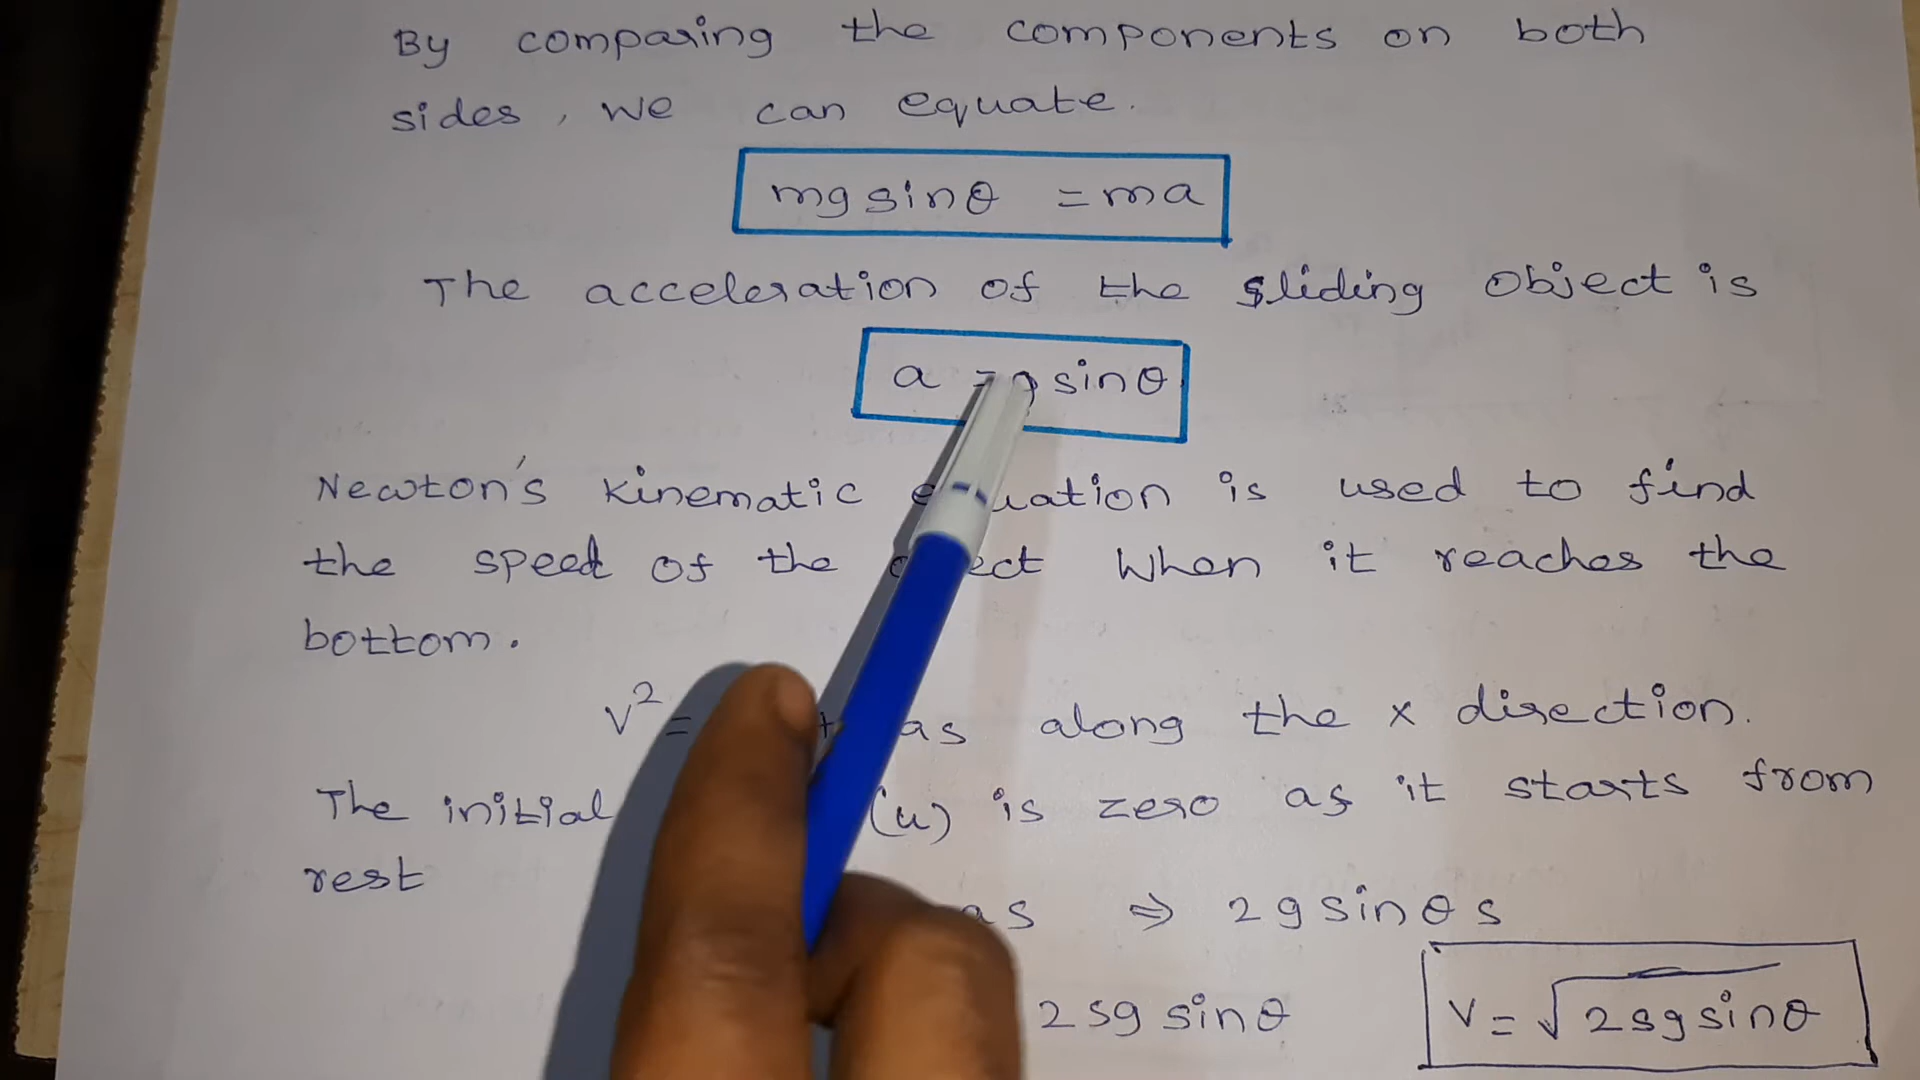 By comparing the components on both
sides, we can equate.
mg sinθ = ma
The acceleration of the sliding object is
a = g sinθ
Newton's kinematic is used to find
the speed of the when it reaches the
bottom.
v² = as along the x direction.
The initial (u) is zero as it starts from
rest
as ⇒ 2g sinθ s
2sg sinθ
v = √2sg sinθ